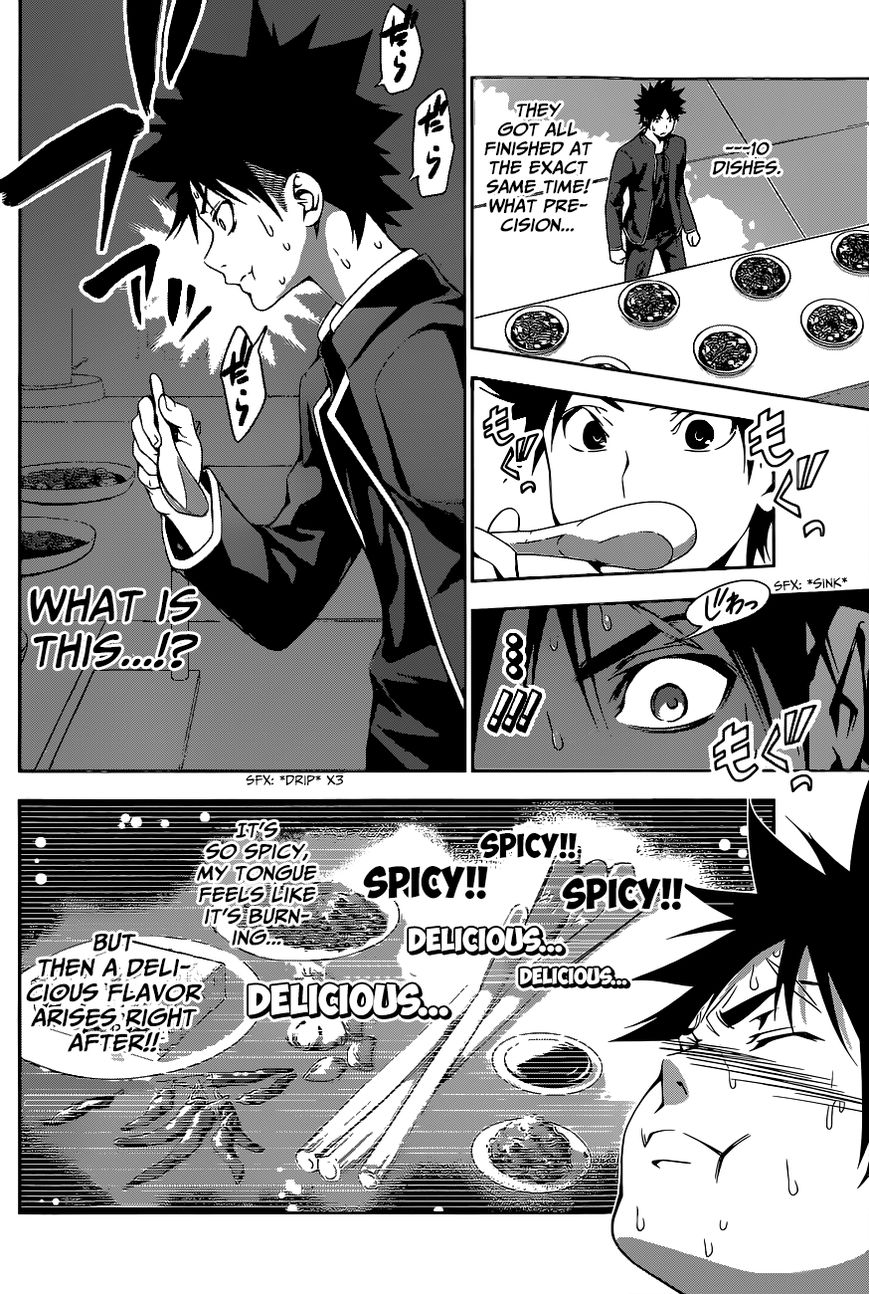 ---10
DISHES.
THEY
GOT ALL
FINISHED AT
THE EXACT
SAME TIME!
WHAT PRE-
CISION...
もぐ
もぐっ
SFX: *SINK*
じわっ
...
!!!
もぐ
だら
だら
だら
WHAT IS
THIS...!?
SFX: *DRIP* X3
SPICY!!
SPICY!!
SPICY!!
IT'S
SO SPICY,
MY TONGUE
FEELS LIKE
IT'S BURN-
ING...
DELICIOUS...
DELICIOUS...
DELICIOUS...
BUT
THEN A DELI-
CIOUS FLAVOR
ARISES RIGHT
AFTER!!